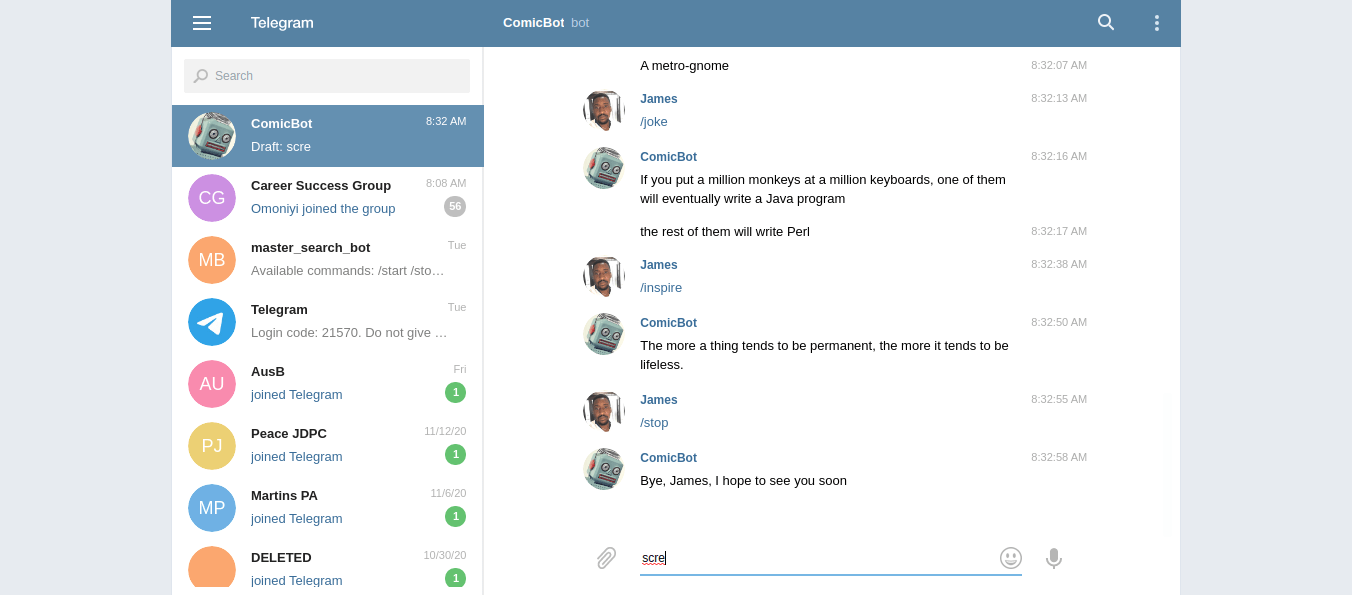 Telegram
ComicBot bot
Search
ComicBot 8:32 AM
Draft: scre
CG
Career Success Group 8:08 AM
Omoniyi joined the group 56
MB
master_search_bot Tue
Available commands: /start /sto…
Telegram Tue
Login code: 21570. Do not give …
AU
AusB Fri
joined Telegram 1
PJ
Peace JDPC 11/12/20
joined Telegram 1
MP
Martins PA 11/6/20
joined Telegram 1
DELETED 10/30/20
joined Telegram 1
A metro-gnome 8:32:07 AM
James 8:32:13 AM
/joke
ComicBot 8:32:16 AM
If you put a million monkeys at a million keyboards, one of them
will eventually write a Java program
the rest of them will write Perl 8:32:17 AM
James 8:32:38 AM
/inspire
ComicBot 8:32:50 AM
The more a thing tends to be permanent, the more it tends to be
lifeless.
James 8:32:55 AM
/stop
ComicBot 8:32:58 AM
Bye, James, I hope to see you soon
scre